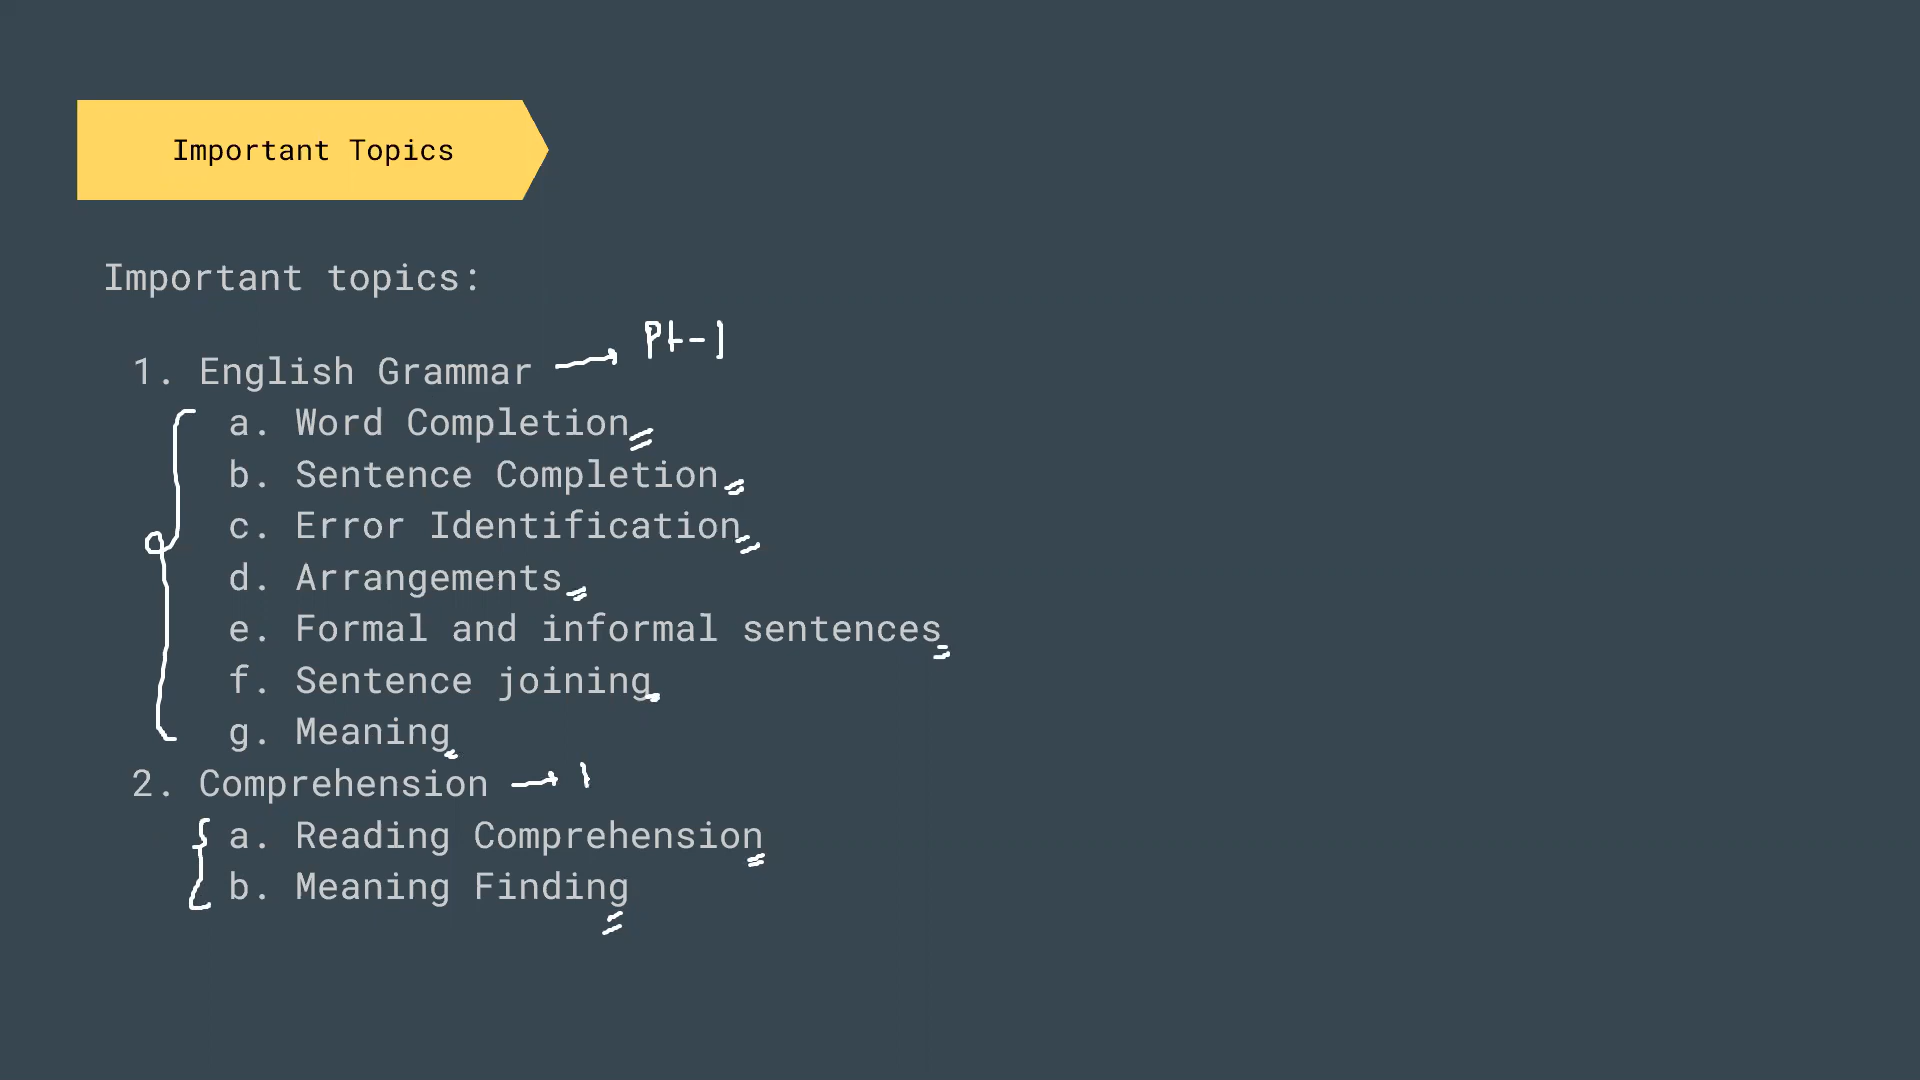 Important Topics
Important topics:
1. English Grammar → Pt-1
a. Word Completion
b. Sentence Completion
c. Error Identification
d. Arrangements
e. Formal and informal sentences
f. Sentence joining
g. Meaning
2. Comprehension →
a. Reading Comprehension
b. Meaning Finding